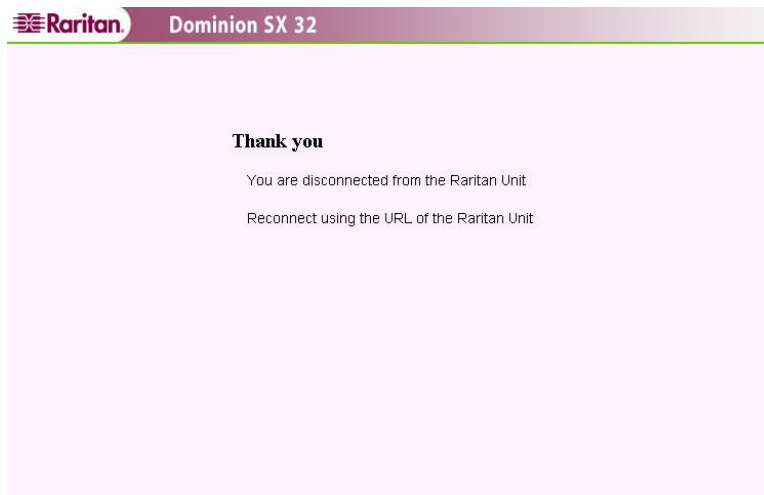 Raritan. Dominion SX 32
Thank you
You are disconnected from the Raritan Unit
Reconnect using the URL of the Raritan Unit